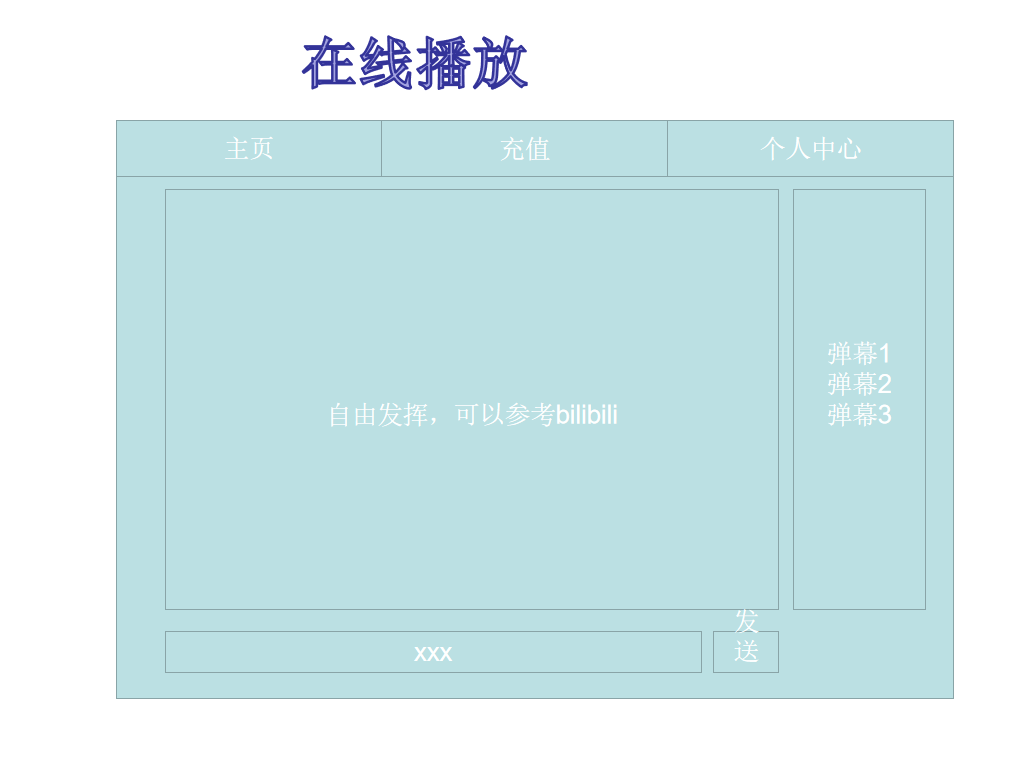 在线播放
主页
充值
个人中心
自由发挥，可以参考bilibili
弹幕1
弹幕2
弹幕3
xxx
发
送